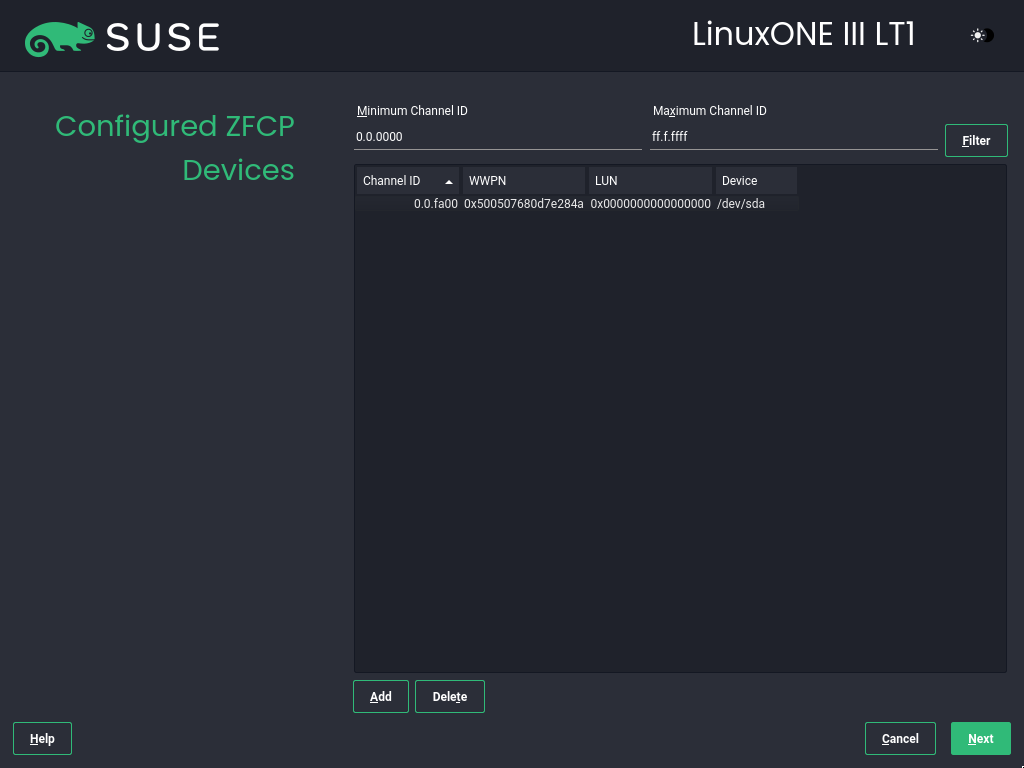 SUSE
LinuxONE III LT1
Configured ZFCP
Devices
Minimum Channel ID
Maximum Channel ID
0.0.0000
ff.f.ffff
Filter
Channel ID WWPN LUN Device
0.0.fa00 0x500507680d7e284a 0x0000000000000000 /dev/sda
Add Delete
Help Cancel Next